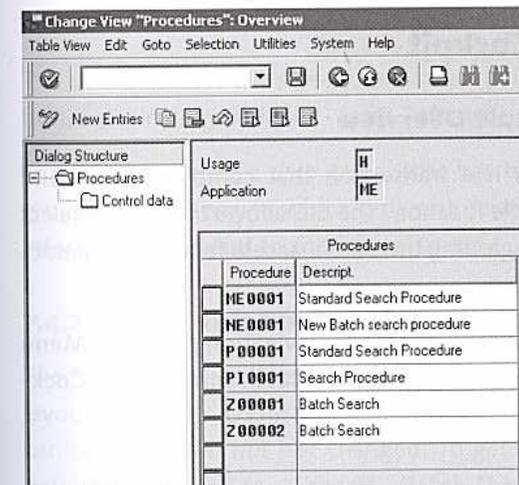 Change View "Procedures": Overview
Table View Edit Goto Selection Utilities System Help
New Entries
Dialog Structure
Procedures
Control data
Usage H
Application ME
Procedures
Procedure Descript.
ME0001 Standard Search Procedure
NE0001 New Batch search procedure
P00001 Standard Search Procedure
PI0001 Search Procedure
Z00001 Batch Search
Z00002 Batch Search